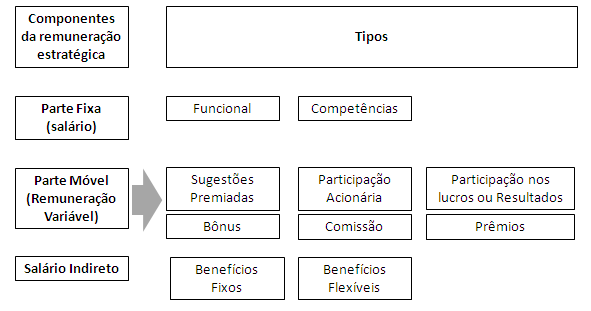 Componentes
da remuneração
estratégica
Tipos
Parte Fixa
(salário)
Funcional
Competências
Parte Móvel
(Remuneração
Variável)
Sugestões
Premiadas
Participação
Acionária
Participação nos
lucros ou Resultados
Bônus
Comissão
Prêmios
Salário Indireto
Benefícios
Fixos
Benefícios
Flexíveis